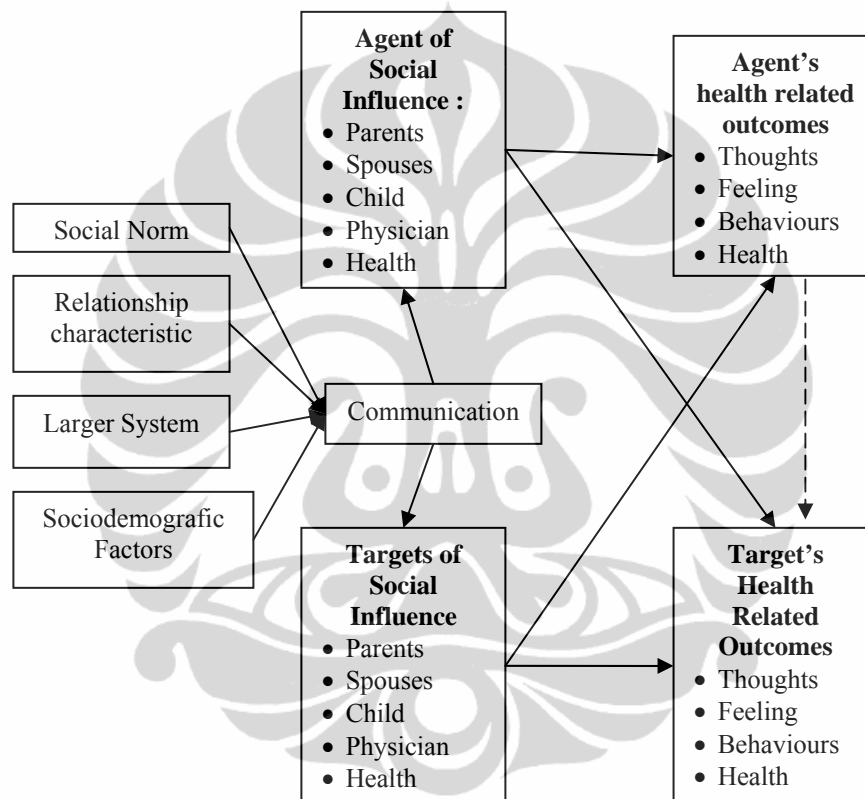 Agent of
Social
Influence :
• Parents
• Spouses
• Child
• Physician
• Health
Agent's
health related
outcomes
• Thoughts
• Feeling
• Behaviours
• Health
Social Norm
Relationship
characteristic
Larger System
Sociodemografic
Factors
Communication
Targets of
Social
Influence
• Parents
• Spouses
• Child
• Physician
• Health
Target's
Health
Related
Outcomes
• Thoughts
• Feeling
• Behaviours
• Health